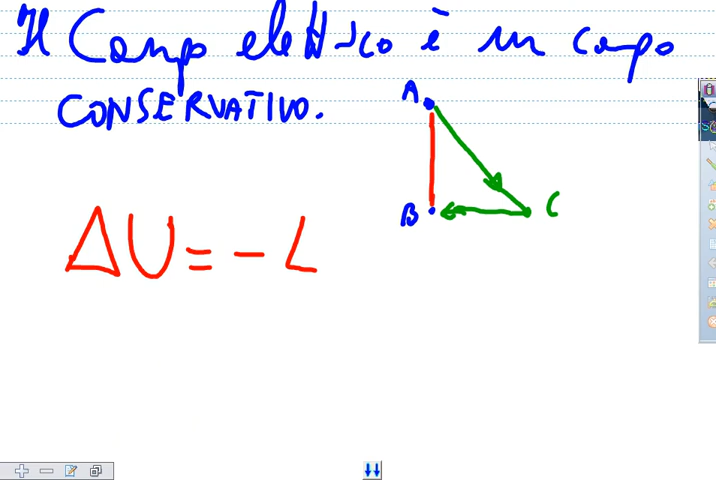 Il Campo elettrico è un campo
CONSERVATIVO.
A
B
C
ΔU = - L